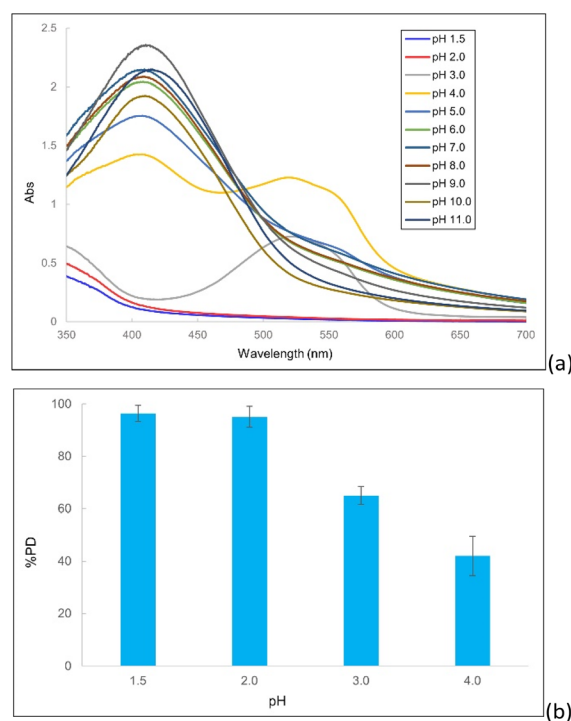 2.5
2
1.5
1
0.5
0
Abs
350
400
450
500
550
600
650
700
Wavelength (nm)
pH 1.5
pH 2.0
pH 3.0
pH 4.0
pH 5.0
pH 6.0
pH 7.0
pH 8.0
pH 9.0
pH 10.0
pH 11.0
(a)
100
80
60
40
20
0
%PD
1.5
2.0
3.0
4.0
pH
(b)